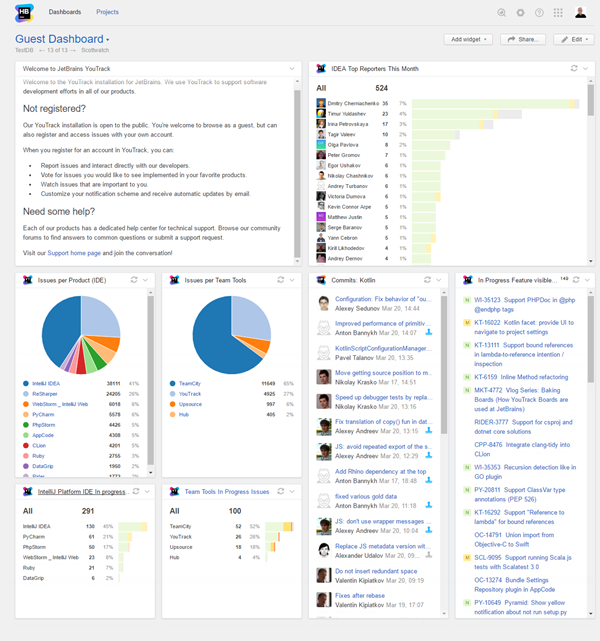 HB
Dashboards Projects
Guest Dashboard
TestDB ← 13 of 13 → Scottwatch
Add widget
Share...
Edit
Welcome to JetBrains YouTrack
Welcome to the YouTrack installation for JetBrains. We use YouTrack to support software
development efforts in all of our products.
Not registered?
Our YouTrack installation is open to the public. You're welcome to browse as a guest, but can
also register and access issues with your own account.
When you register for an account in YouTrack, you can:
Report issues and interact directly with our developers.
Vote for issues you would like to see implemented in your favorite products.
Watch issues that are important to you.
Customize your notification scheme and receive automatic updates by email.
Need some help?
Each of our products has a dedicated help center for technical support. Browse our community
forums to find answers to common questions or submit a support request.
Visit our Support home page and join the conversation!
IDEA Top Reporters This Month
All 524
Dmitry Cherniachenko 35 7%
Timur Yuldashev 23 4%
Irina Petrovskaya 17 3%
Tagir Valeev 10 2%
Olga Pavlova 8 2%
Peter Gromov 7 1%
Egor Ushakov 6 1%
Nikolay Chashnikov 6 1%
Andrey Turbanov 6 1%
Victoria Dumova 6 1%
Kevin Connor Arpe 5 1%
Matthew Justin 5 1%
Serge Baranov 5 1%
Yann Cebron 5 1%
Kirill Likhodedov 4 1%
Andrey Dernov 4 1%
Issues per Product (IDE)
IntelliJ IDEA 38111 41%
ReSharper 24205 26%
WebStorm _ IntelliJ Web 6018 6%
PyCharm 5578 6%
PhpStorm 4426 5%
AppCode 4308 5%
CLion 4201 5%
Ruby 2755 3%
DataGrip 1950 2%
Issues per Team Tools
TeamCity 11649 65%
YouTrack 4925 27%
Upsource 997 6%
Hub 405 2%
Commits: Kotlin
Configuration: Fix behavior of "ou...
Alexey Sedunov Mar 20, 14:44
Improved performance of primitiv...
Anton Bannykh Mar 20, 14:07
KotlinScriptConfigurationManager...
Pavel Talanov Mar 20, 13:35
Move getting source position to m...
Nikolay Krasko Mar 17, 14:51
Speed up debugger tests by repla...
Nikolay Krasko Mar 20, 13:29
Fix translation of copy() fun in dat...
Alexey Andreev Mar 20, 13:15
JS: avoid repeated export of the s...
Alexey Andreev Mar 20, 12:29
Add Rhino dependency at the top
Anton Bannykh Mar 17, 18:48
fixed various gold data
Anton Bannykh Mar 20, 11:18
JS: don't use wrapper messages ...
Alexey Andreev Mar 20, 10:04
Replace JS metadata version wit...
Alexander Udalov Mar 20, 09...
Do not insert redundant space
Valentin Kipiatkov Mar 20, 09:19
Fixes after rebase
Valentin Kipiatkov Mar 19, 17:07
In Progress Feature visible... 149
N WI-35123 Support PHPDoc in @php
@endphp tags
M KT-16022 Kotlin facet: provide UI to
navigate to project settings
N KT-13111 Support bound references
in lambda-to-reference intention /
inspection
N KT-6159 Inline Method refactoring
N MKT-4772 Vlog Series: Baking
Boards (How YouTrack Boards
are used at JetBrains)
RIDER-3777 Support for csproj and
dotnet core solutions
CPP-8476 Integrate clang-tidy into
CLion
N WI-35353 Recursion detection like in
GO plugin
N PY-20811 Support ClassVar type
annotations (PEP 526)
N KT-16292 Support "Reference to
lambda" for bound references
OC-14791 Union import from
Objective-C to Swift
M SCL-9095 Support running Scala.js
tests with Scalatest 3.0
OC-13274 Bundle Settings
Repository plugin in AppCode
N PY-10649 Pyramid: Show yellow
notification about not run setup.py
IntelliJ Platform IDE In progress
All 291
IntelliJ IDEA 130 45%
PyCharm 61 21%
PhpStorm 50 17%
WebStorm _ IntelliJ Web 23 8%
Ruby 21 7%
DataGrip 6 2%
Team Tools In Progress Issues
All 100
TeamCity 52 52%
YouTrack 26 26%
Upsource 18 18%
Hub 4 4%